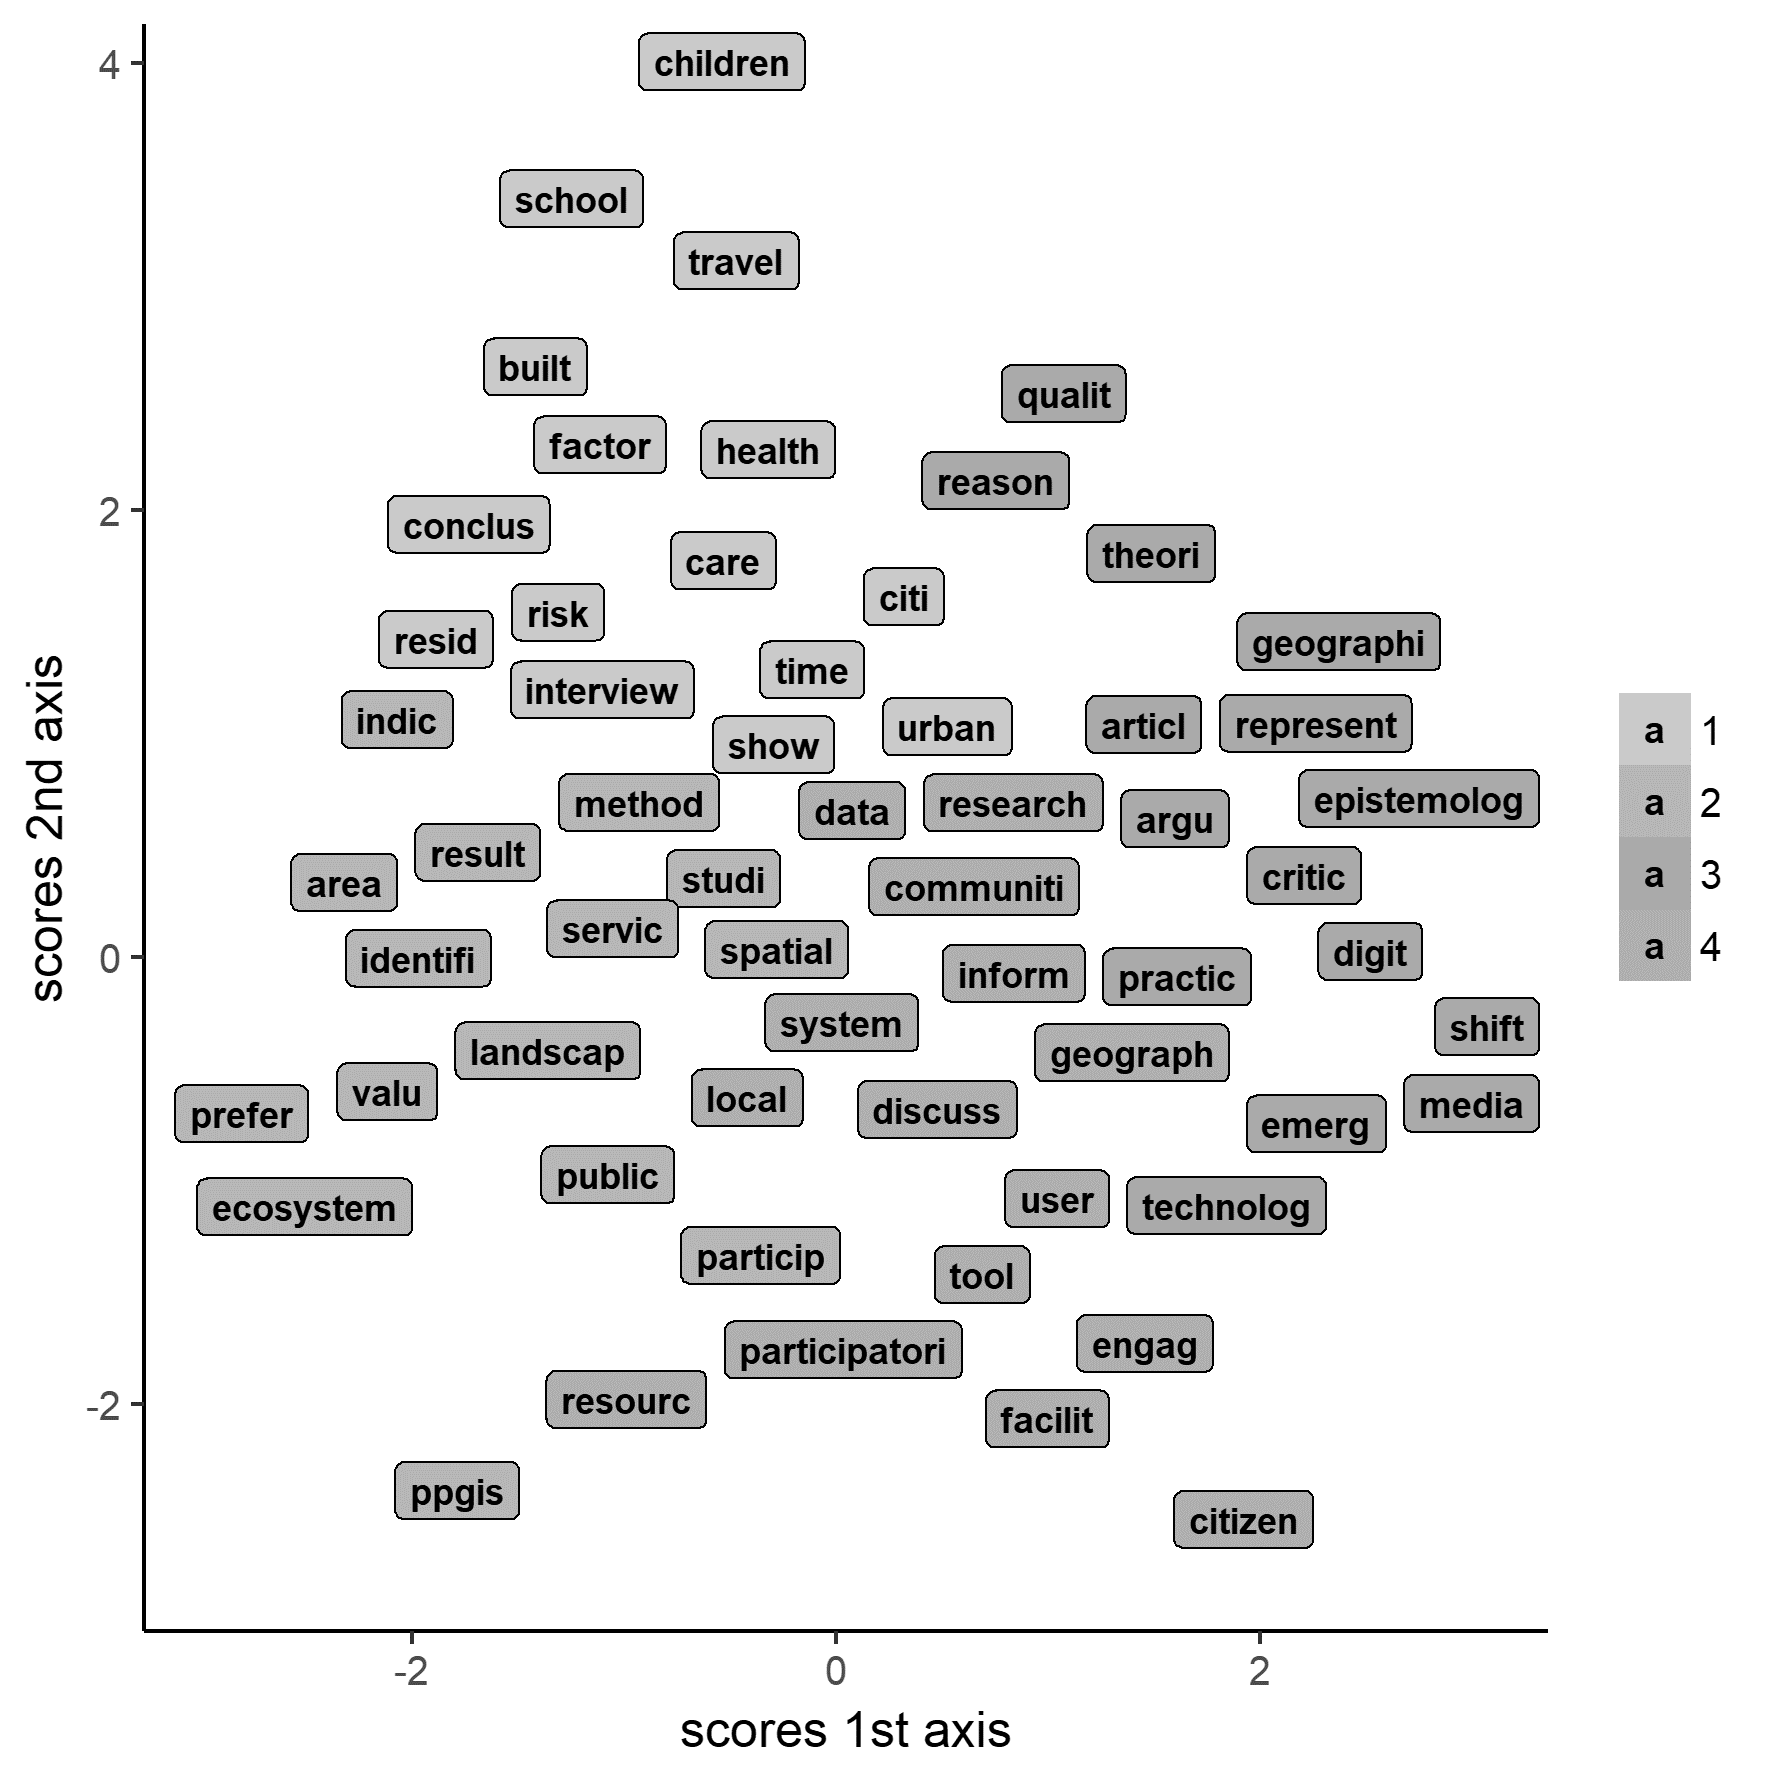 4
children
school
travel
built
qualit
factor
health
reason
2
conclus
theori
care
citi
risk
resid
geographi
time
interview
indic
urban
articl
represent
show
method
data
research
argu
epistemolog
result
area
studi
communiti
critic
servic
0
identifi
spatial
inform
practic
digit
system
shift
landscap
geograph
prefer
valu
local
discuss
emerg
media
public
ecosystem
user
technolog
particip
tool
participatori
engag
-2
resourc
facilit
ppgis
citizen
-2
0
2
scores 1st axis
scores 2nd axis
a 1
a 2
a 3
a 4